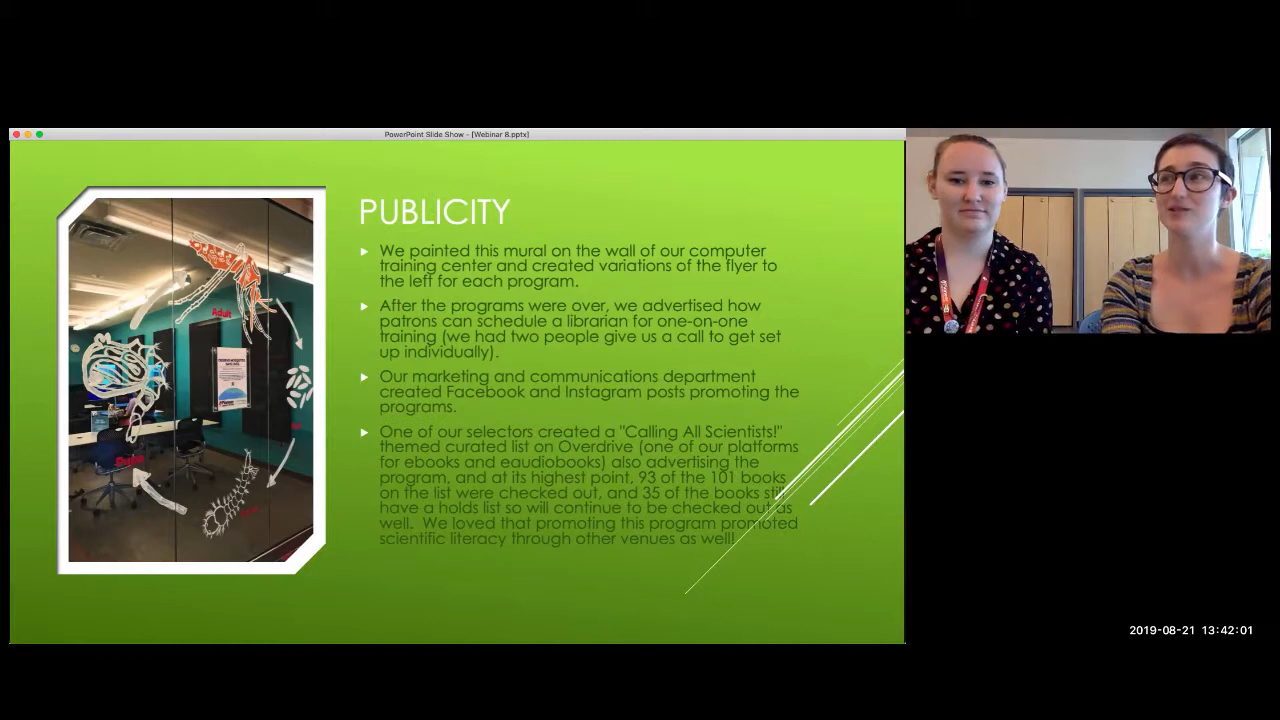 PowerPoint Slide Show - [Webinar 8.pptx]
PUBLICITY
We painted this mural on the wall of our computer
training center and created variations of the flyer to
the left for each program.
After the programs were over, we advertised how
patrons can schedule a librarian for one-on-one
training (we had two people give us a call to get set
up individually).
Our marketing and communications department
created Facebook and Instagram posts promoting the
programs.
One of our selectors created a "Calling All Scientists!"
themed curated list on Overdrive (one of our platforms
for ebooks and eaudiobooks) also advertising the
program, and at its highest point, 93 of the 101 books
on the list were checked out, and 35 of the books still
have a holds list so will continue to be checked out as
well. We loved that promoting this program promoted
scientific literacy through other venues as well!
Adult
Pupa
2019-08-21 13:42:01